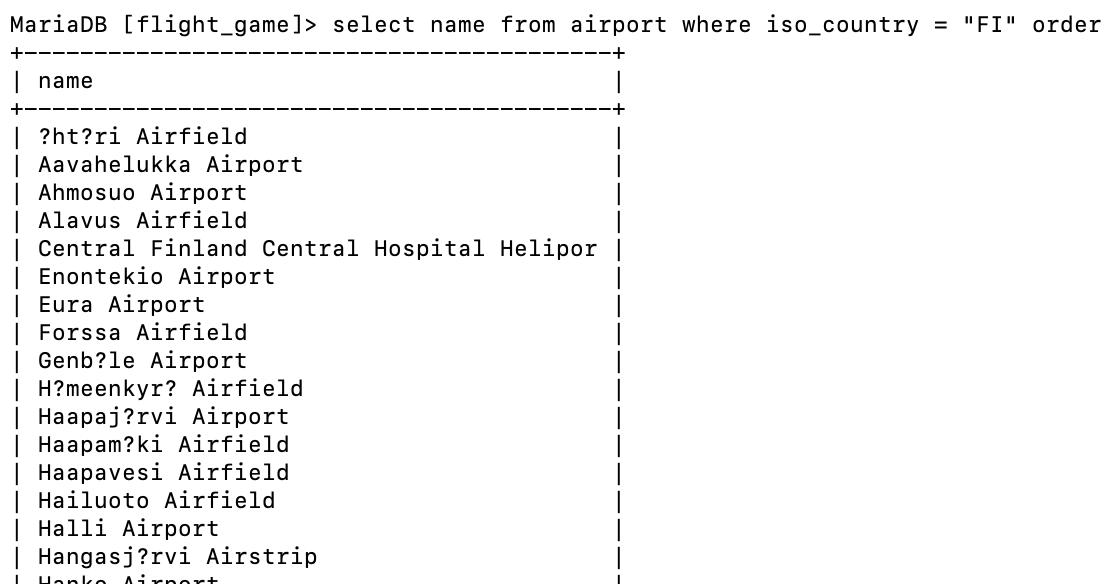 MariaDB [flight_game]> select name from airport where iso_country = "FI" order
+------------------------------------------+
| name                                     |
+------------------------------------------+
| ?ht?ri Airfield                          |
| Aavahelukka Airport                      |
| Ahmosuo Airport                          |
| Alavus Airfield                          |
| Central Finland Central Hospital Helipor |
| Enontekio Airport                        |
| Eura Airport                             |
| Forssa Airfield                          |
| Genb?le Airport                          |
| H?meenkyr? Airfield                      |
| Haapaj?rvi Airport                       |
| Haapam?ki Airfield                       |
| Haapavesi Airfield                       |
| Hailuoto Airfield                        |
| Halli Airport                            |
| Hangasj?rvi Airstrip                     |
| Hanko Airport                            |